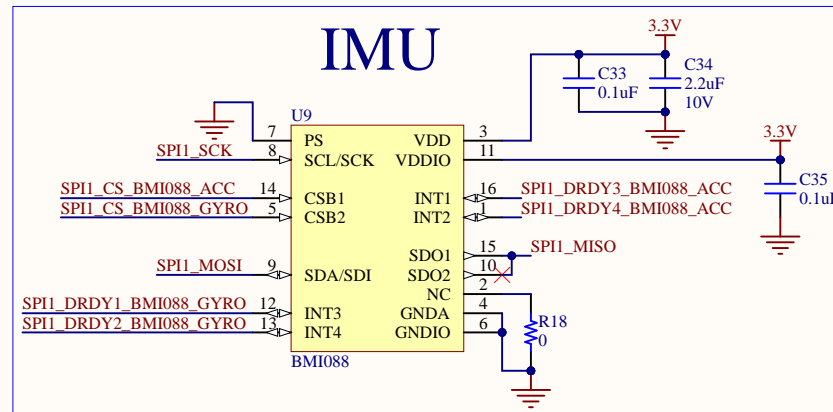 IMU
3.3V
C33
0.1uF
C34
2.2uF
10V
U9
7 PS
VDD 3
SPI1_SCK 8 SCL/SCK
VDDIO 11
3.3V
C35
0.1uF
SPI1_CS_BMI088_ACC 14 CSB1
INT1 16 SPI1_DRDY3_BMI088_ACC
SPI1_CS_BMI088_GYRO 5 CSB2
INT2 1 SPI1_DRDY4_BMI088_ACC
SDO1 15 SPI1_MISO
SPI1_MOSI 9 SDA/SDI
SDO2 10
NC 2
SPI1_DRDY1_BMI088_GYRO 12 INT3
GNDA 4
SPI1_DRDY2_BMI088_GYRO 13 INT4
GNDIO 6
R18
0
BMI088